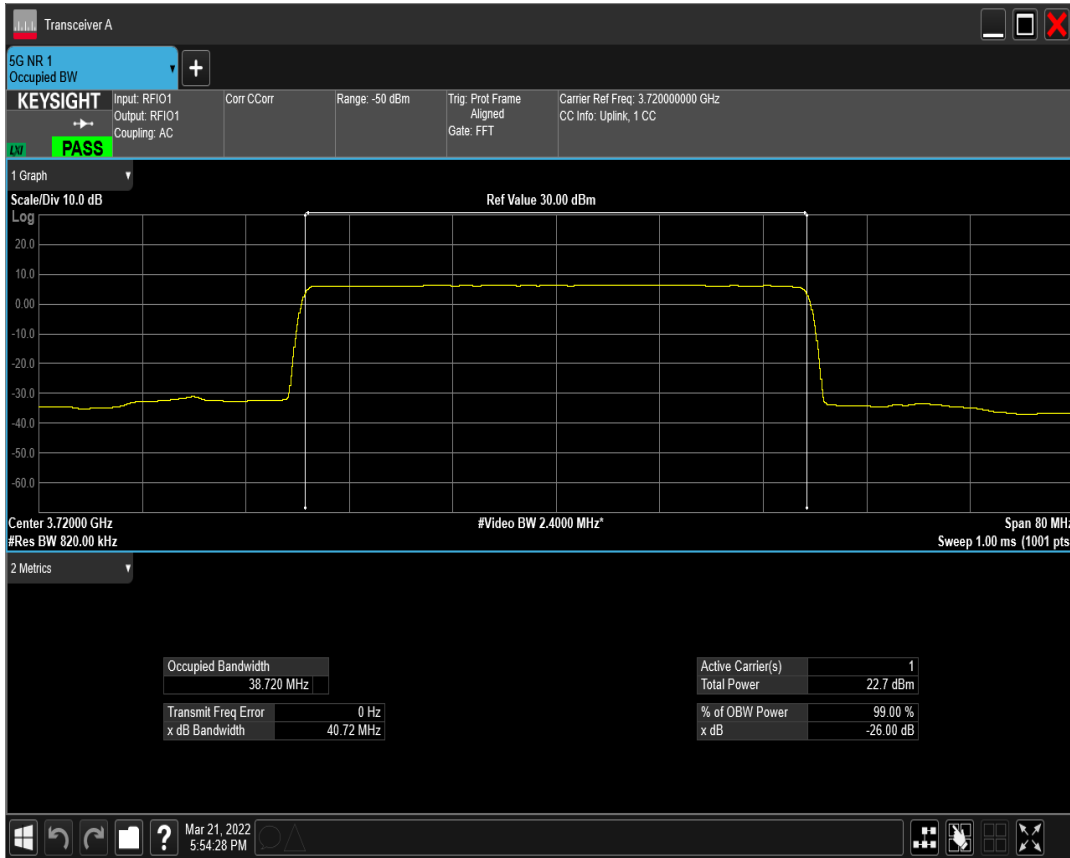 Transceiver A
5G NR 1
Occupied BW
+
KEYSIGHT
LXI
PASS
Input: RFIO1
Output: RFIO1
Coupling: AC
Corr CCorr
Range: -50 dBm
Trig: Prot Frame
Aligned
Gate: FFT
Carrier Ref Freq: 3.720000000 GHz
CC Info: Uplink, 1 CC
1 Graph
Scale/Div 10.0 dB
Ref Value 30.00 dBm
Log
20.0
10.0
0.00
-10.0
-20.0
-30.0
-40.0
-50.0
-60.0
Center 3.72000 GHz
#Video BW 2.4000 MHz*
Span 80 MHz
#Res BW 820.00 kHz
Sweep 1.00 ms (1001 pts
2 Metrics
Occupied Bandwidth
38.720 MHz
Transmit Freq Error 0 Hz
x dB Bandwidth 40.72 MHz
Active Carrier(s) 1
Total Power 22.7 dBm
% of OBW Power 99.00 %
x dB -26.00 dB
?
Mar 21, 2022
5:54:28 PM